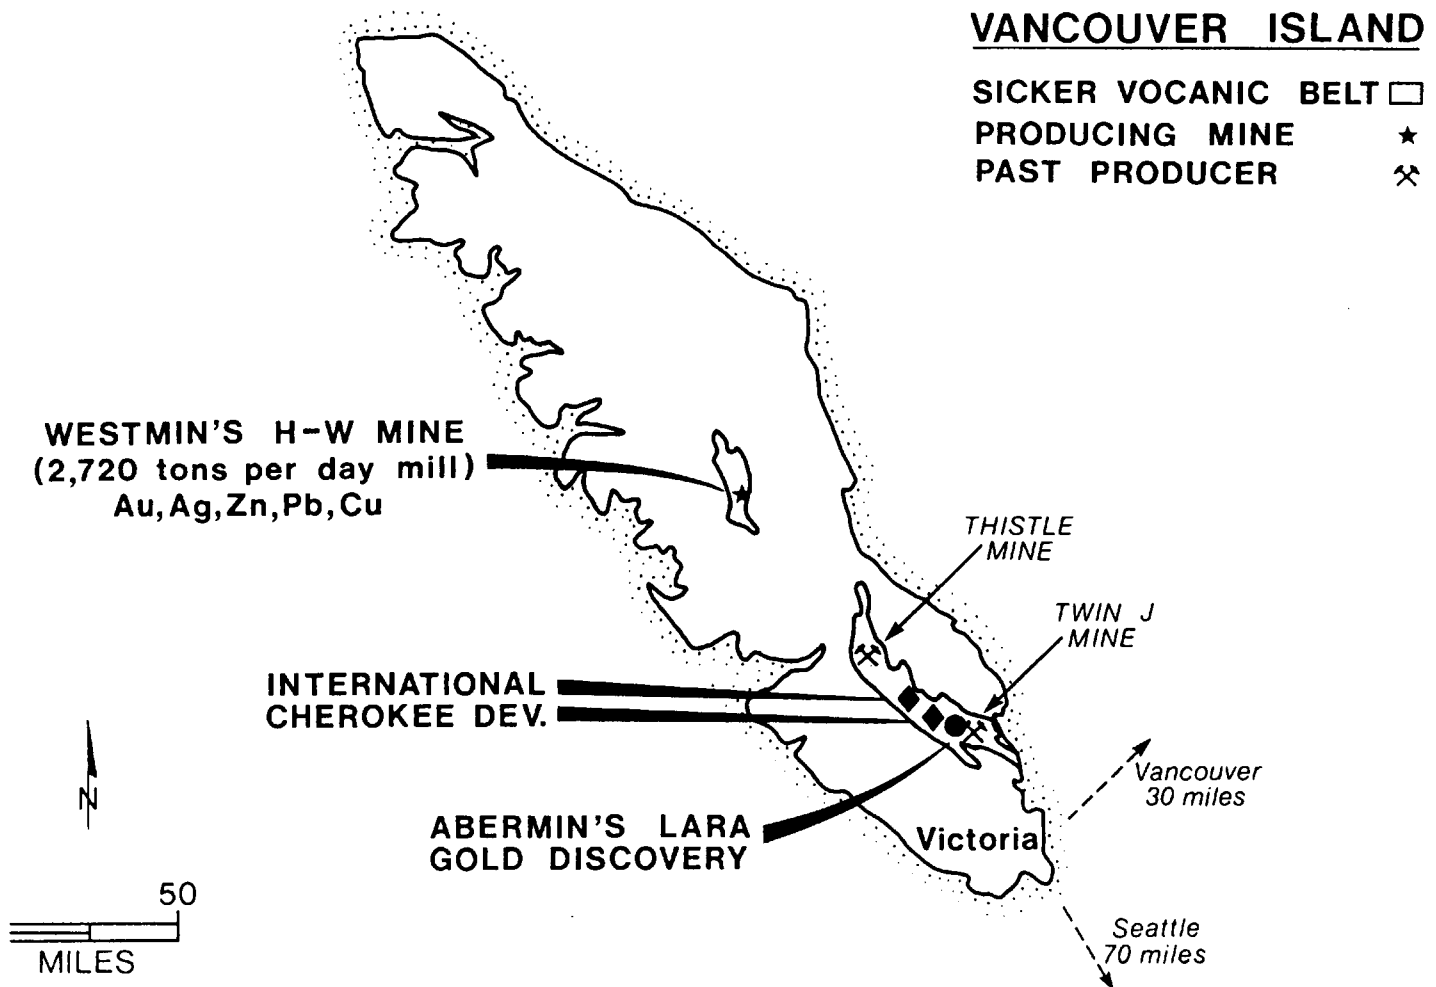 VANCOUVER ISLAND
SICKER VOCANIC BELT
PRODUCING MINE
PAST PRODUCER
WESTMIN'S H-W MINE
(2,720 tons per day mill)
Au,Ag,Zn,Pb,Cu
THISTLE
MINE
TWIN J
MINE
INTERNATIONAL
CHEROKEE DEV.
ABERMIN'S LARA
GOLD DISCOVERY
Victoria
Vancouver
30 miles
Seattle
70 miles
N
50
MILES